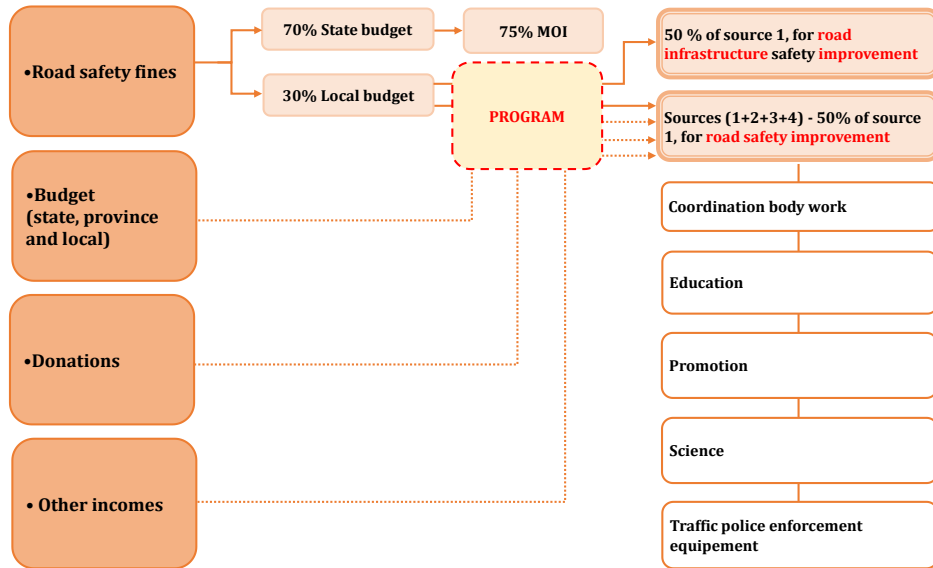 •Road safety fines
70% State budget
75% MOI
30% Local budget
PROGRAM
50 % of source 1, for road
infrastructure safety improvement
Sources (1+2+3+4) - 50% of source
1, for road safety improvement
•Budget
(state, province
and local)
•Donations
• Other incomes
Coordination body work
Education
Promotion
Science
Traffic police enforcement
equipement